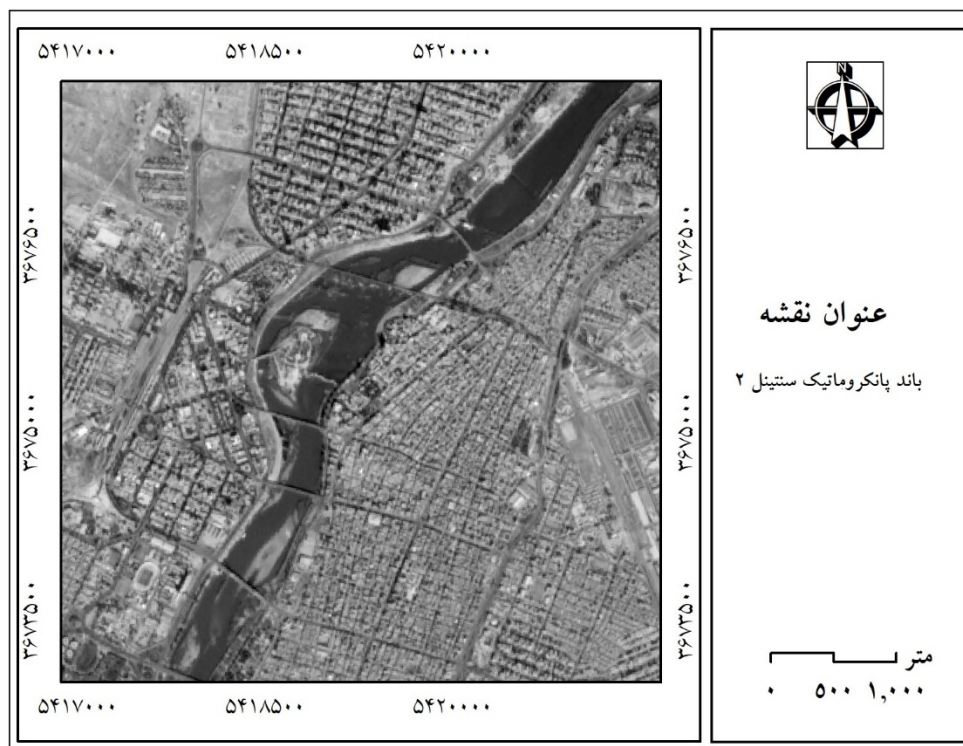 ۵۴۱۷۰۰۰ ۵۴۱۸۵۰۰ ۵۴۲۰۰۰۰
۳۶۷۶۵۰۰ ۳۶۷۶۵۰۰
۳۶۷۵۰۰۰ ۳۶۷۵۰۰۰
۳۶۷۳۵۰۰ ۳۶۷۳۵۰۰
۵۴۱۷۰۰۰ ۵۴۱۸۵۰۰ ۵۴۲۰۰۰۰
N
عنوان نقشه
باند پانکروماتیک سنتینل ۲
متر
۰ ۵۰۰ ۱,۰۰۰